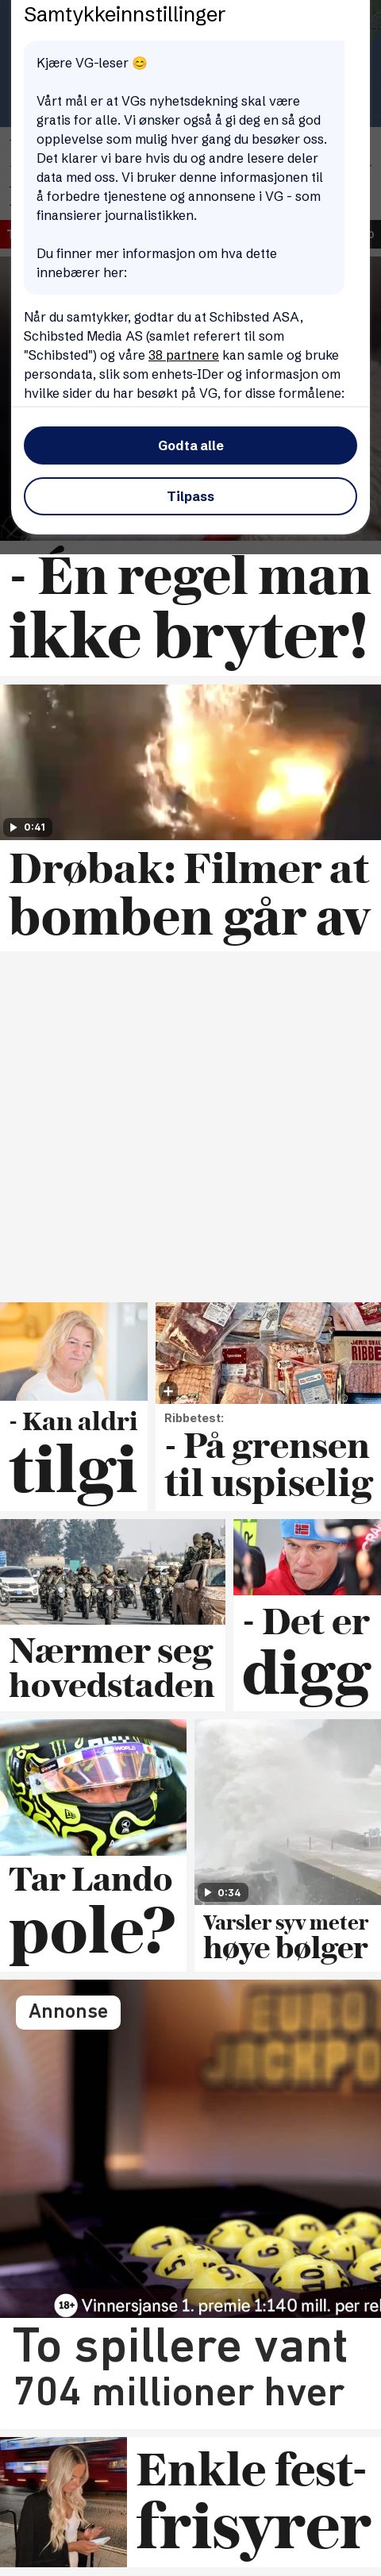 Samtykkeinnstillinger
Kjære VG-leser 😊
Vårt mål er at VGs nyhetsdekning skal være
gratis for alle. Vi ønsker også å gi deg en så god
opplevelse som mulig hver gang du besøker oss.
Det klarer vi bare hvis du og andre lesere deler
data med oss. Vi bruker denne informasjonen til
å forbedre tjenestene og annonsene i VG - som
finansierer journalistikken.
Du finner mer informasjon om hva dette
innebærer her:
Når du samtykker, godtar du at Schibsted ASA,
Schibsted Media AS (samlet referert til som
"Schibsted") og våre 38 partnere kan samle og bruke
persondata, slik som enhets-IDer og informasjon om
hvilke sider du har besøkt på VG, for disse formålene:
Godta alle
Tilpass
- Én regel man
ikke bryter!
0:41
Drøbak: Filmer at
bomben går av
- Kan aldri
tilgi
RIBBE
Ribbetest:
- På grensen
til uspiselig
Nærmer seg
hovedstaden
- Det er
digg
WORLD
Tar Lando
pole?
0:34
Varsler syv meter
høye bølger
Annonse
EURO
JACKPO
18+ Vinnersjanse 1. premie 1:140 mill. per rek
To spillere vant
704 millioner hver
Enkle fest-
frisyrer